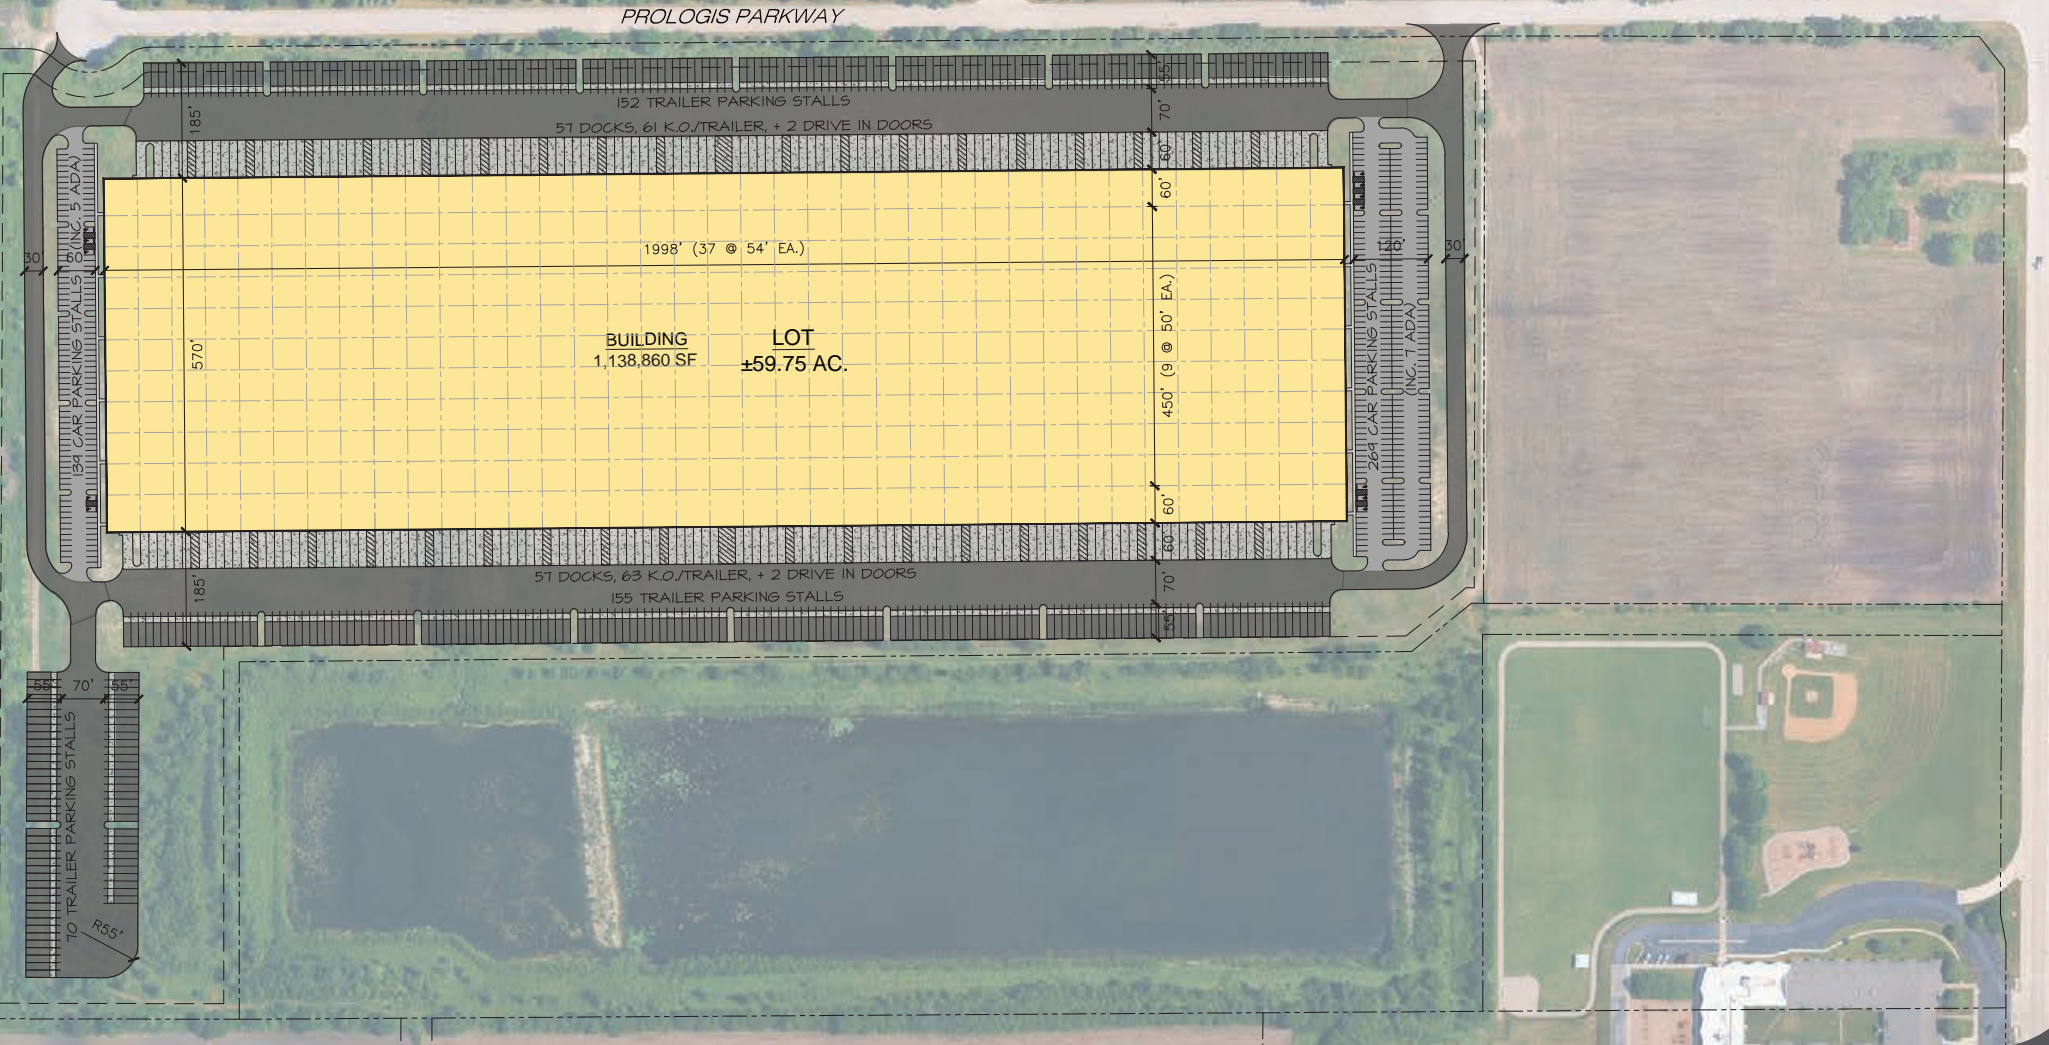 PROLOGIS PARKWAY
152 TRAILER PARKING STALLS
57 DOCKS, 61 K.O./TRAILER, + 2 DRIVE IN DOORS
185'
55'
70'
60'
60'
30'
60'
139 CAR PARKING STALLS
(INC. 5 ADA)
1998' (37 @ 54' EA.)
120'
30'
269 CAR PARKING STALLS
(INC. 7 ADA)
570'
BUILDING
1,138,860 SF
LOT
±59.75 AC.
450' (9 @ 50' EA.)
60'
60'
57 DOCKS, 63 K.O./TRAILER, + 2 DRIVE IN DOORS
155 TRAILER PARKING STALLS
185'
70'
55'
55'
70'
55'
70 TRAILER PARKING STALLS
R55'